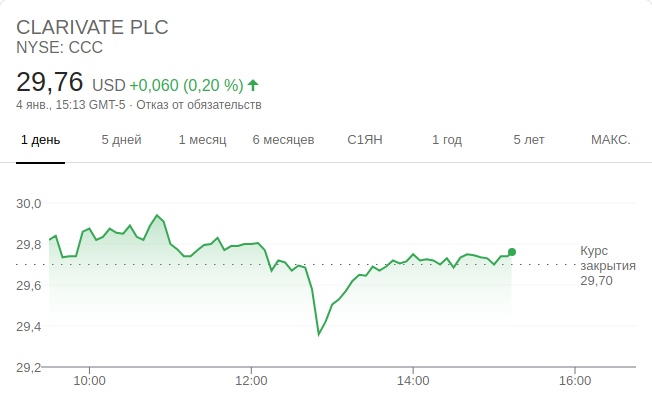 CLARIVATE PLC
NYSE: CCC
29,76 USD +0,060 (0,20 %)
4 янв., 15:13 GMT-5 · Отказ от обязательств
1 день 5 дней 1 месяц 6 месяцев С1ЯН 1 год 5 лет МАКС.
30,0
29,8
Курс
закрытия
29,70
29,6
29,4
29,2
10:00 12:00 14:00 16:00